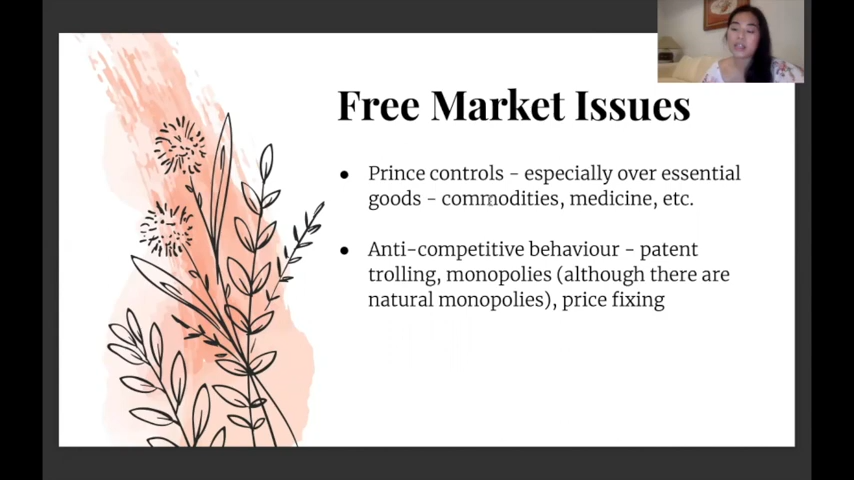 Free Market Issues
● Prince controls - especially over essential
goods - commodities, medicine, etc.
● Anti-competitive behaviour - patent
trolling, monopolies (although there are
natural monopolies), price fixing